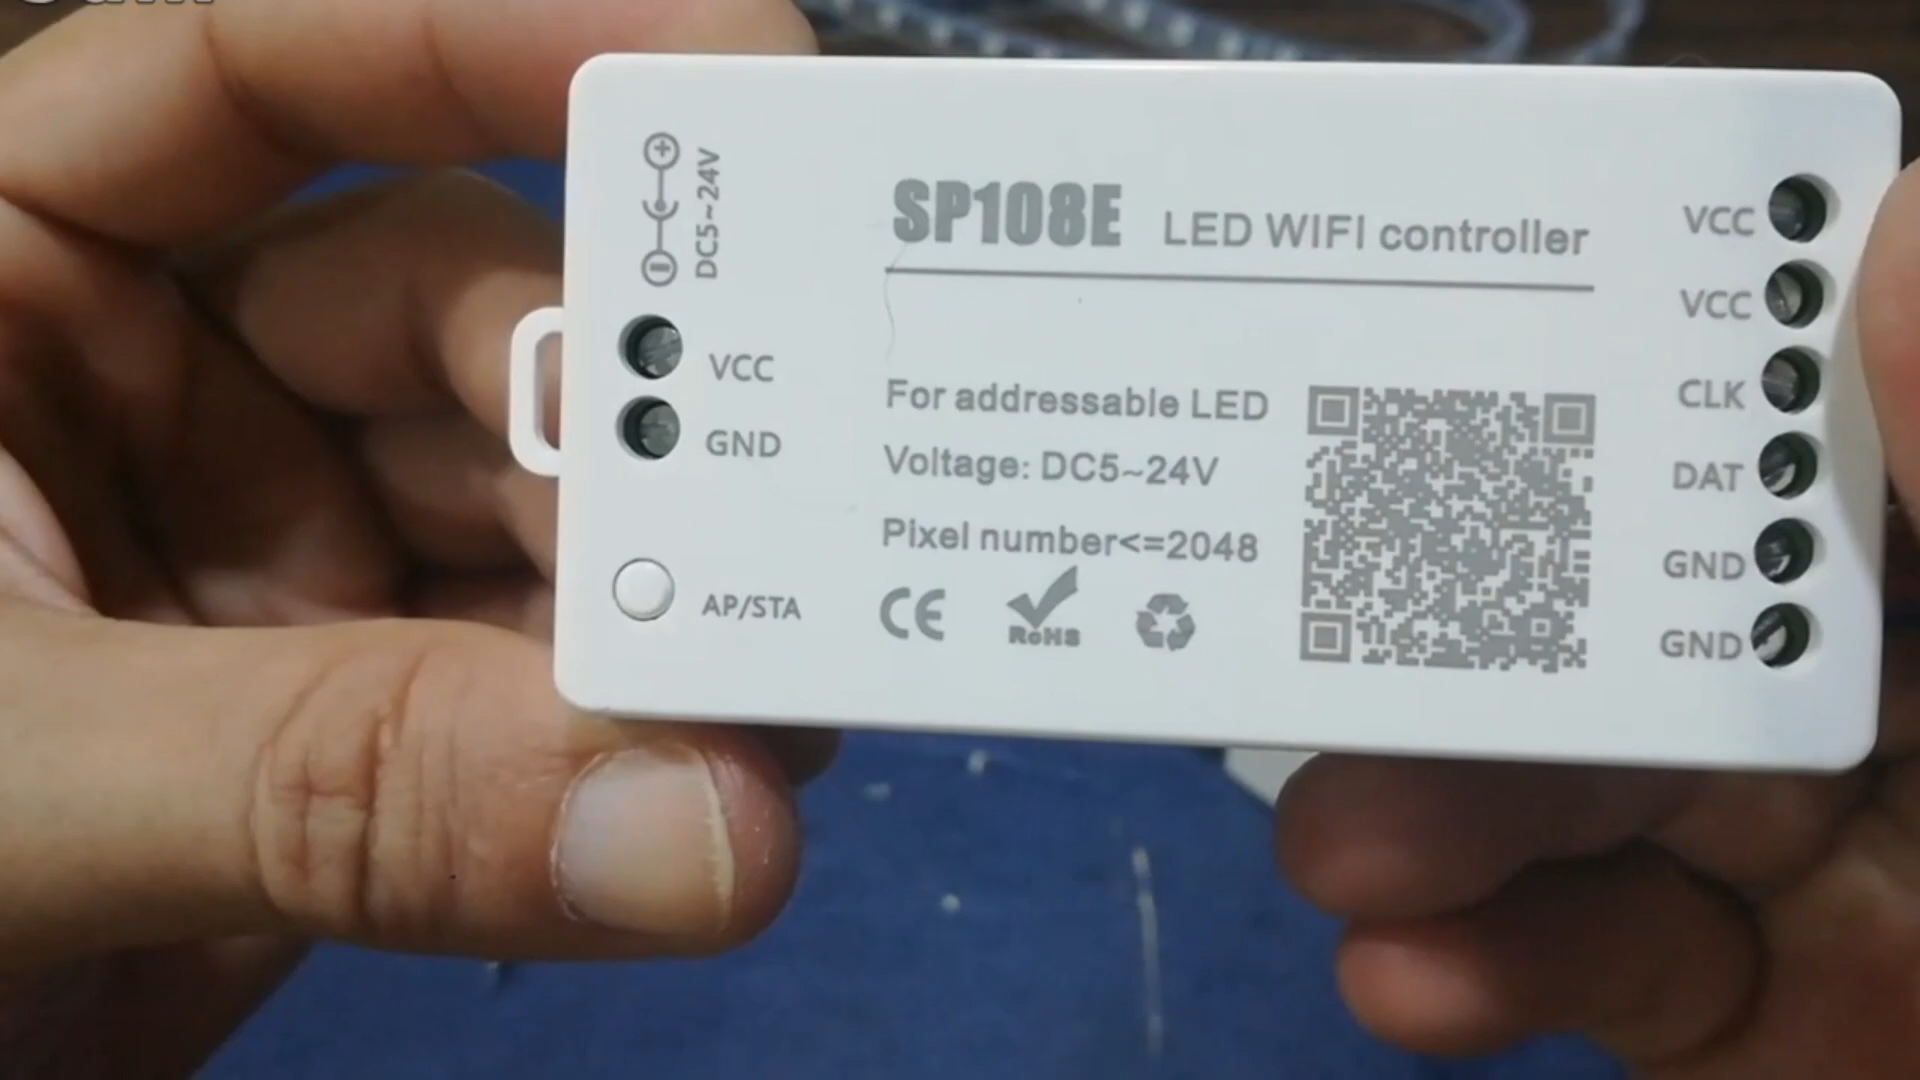 DC5~24V
VCC
GND
AP/STA
SP108E LED WIFI controller
For addressable LED
Voltage: DC5~24V
Pixel number<=2048
CE
RoHS
VCC
VCC
CLK
DAT
GND
GND